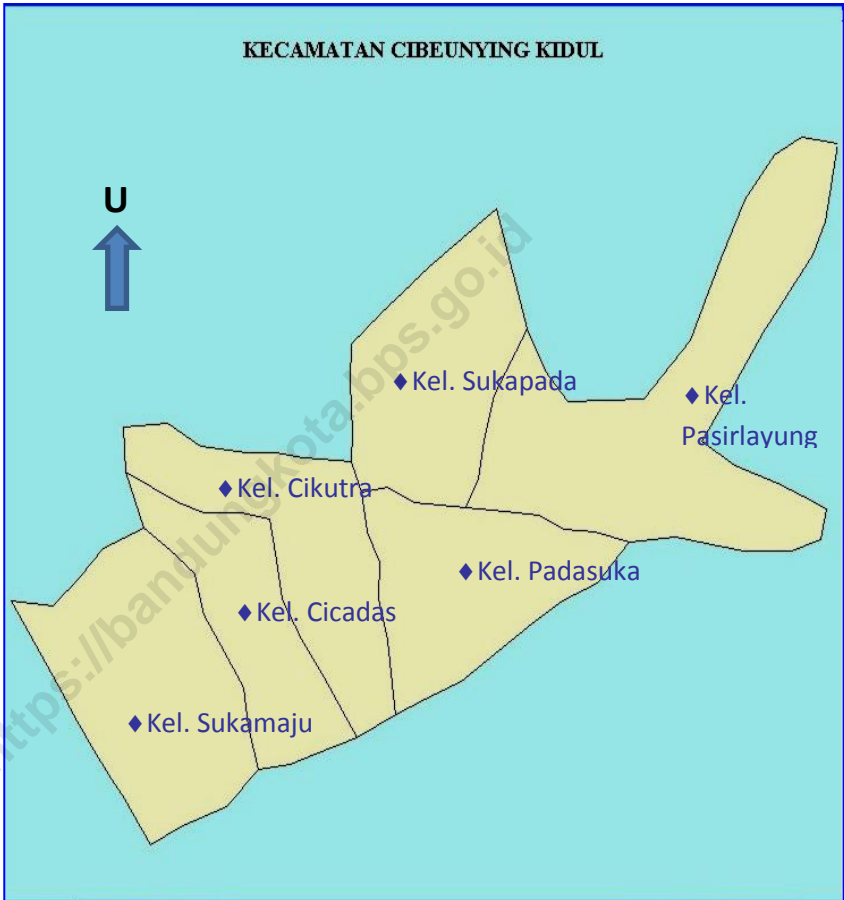 KECAMATAN CIBEUNYING KIDUL
U
Kel. Sukapada
Kel.
Pasirlayung
Kel. Cikutra
Kel. Padasuka
Kel. Cicadas
Kel. Sukamaju
https://bandungkota.bps.go.id